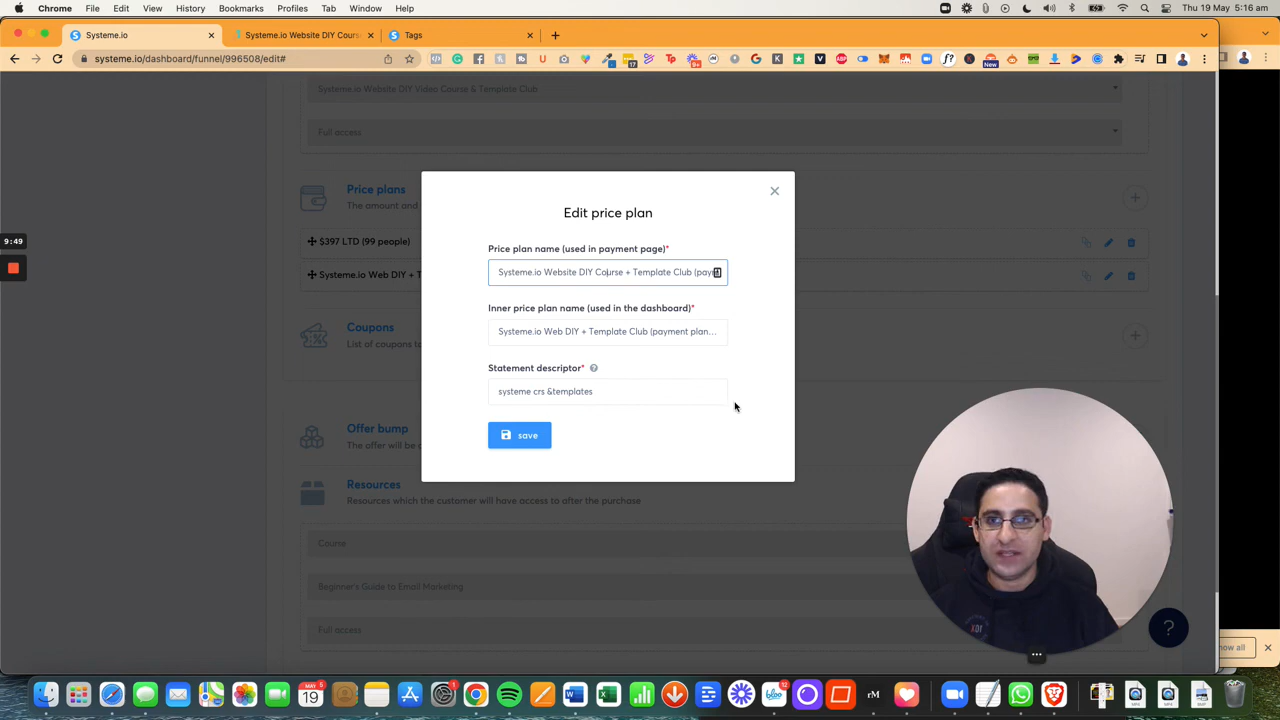 Chrome File Edit View History Bookmarks Profiles Tab Window Help Thu 19 May 5:16 am
Systeme.io Systeme.io Website DIY Cours Tags
systeme.io/dashboard/funnel/996508/edit#
Systeme.io Website DIY Video Course & Template Club
Full access
Edit price plan
Price plans
The amount and
Price plan name (used in payment page)*
$397 LTD (99 people)
Systeme.io Website DIY Course + Template Club (payn
9:49
Systeme.io Web DIY + T
Inner price plan name (used in the dashboard)*
Coupons
List of coupons to
Systeme.io Web DIY + Template Club (payment plan...
Statement descriptor*
systeme crs &templates
Offer bump
The offer will be
save
Resources
Resources which the customer will have access to after the purchase
Course
Beginner's Guide to Email Marketing
Full access
how all